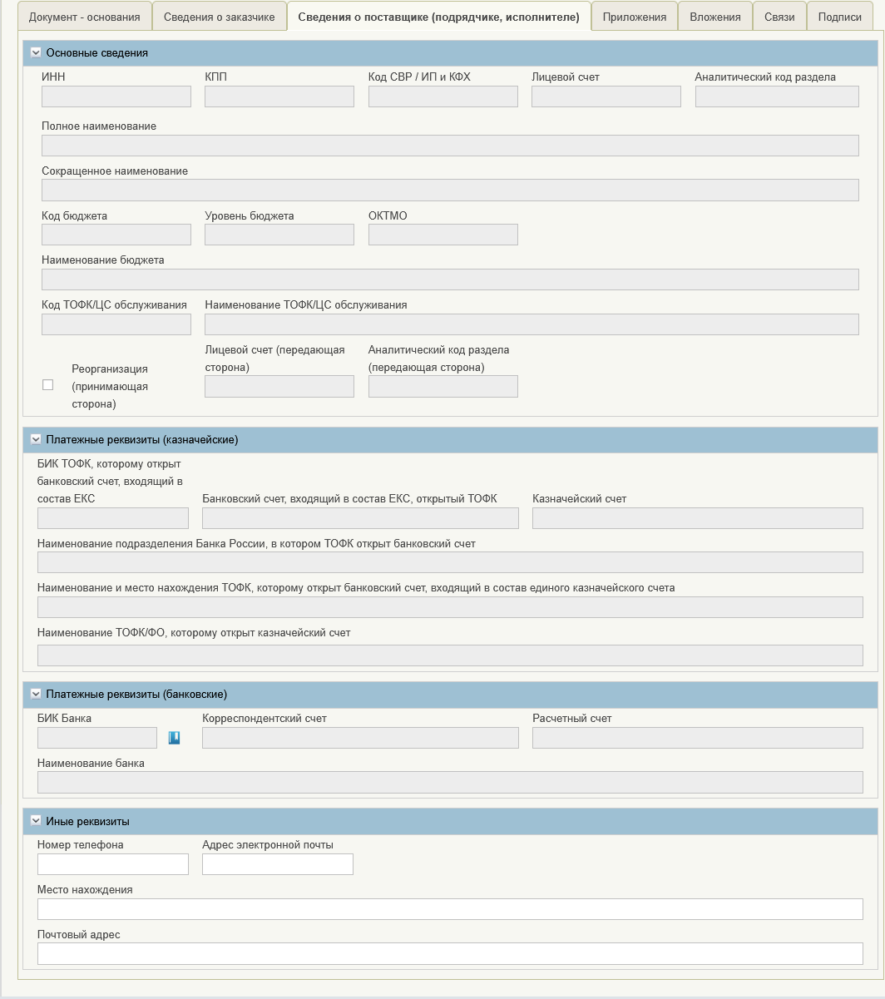 Документ - основания
Сведения о заказчике
Сведения о поставщике (подрядчике, исполнителе)
Приложения
Вложения
Связи
Подписи
Основные сведения
ИНН
КПП
Код СВР / ИП и КФХ
Лицевой счет
Аналитический код раздела
Полное наименование
Сокращенное наименование
Код бюджета
Уровень бюджета
ОКТМО
Наименование бюджета
Код ТОФК/ЦС обслуживания
Наименование ТОФК/ЦС обслуживания
Реорганизация
(принимающая
сторона)
Лицевой счет (передающая
сторона)
Аналитический код раздела
(передающая сторона)
Платежные реквизиты (казначейские)
БИК ТОФК, которому открыт
банковский счет, входящий в
состав ЕКС
Банковский счет, входящий в состав ЕКС, открытый ТОФК
Казначейский счет
Наименование подразделения Банка России, в котором ТОФК открыт банковский счет
Наименование и место нахождения ТОФК, которому открыт банковский счет, входящий в состав единого казначейского счета
Наименование ТОФК/ФО, которому открыт казначейский счет
Платежные реквизиты (банковские)
БИК Банка
Корреспондентский счет
Расчетный счет
Наименование банка
Иные реквизиты
Номер телефона
Адрес электронной почты
Место нахождения
Почтовый адрес